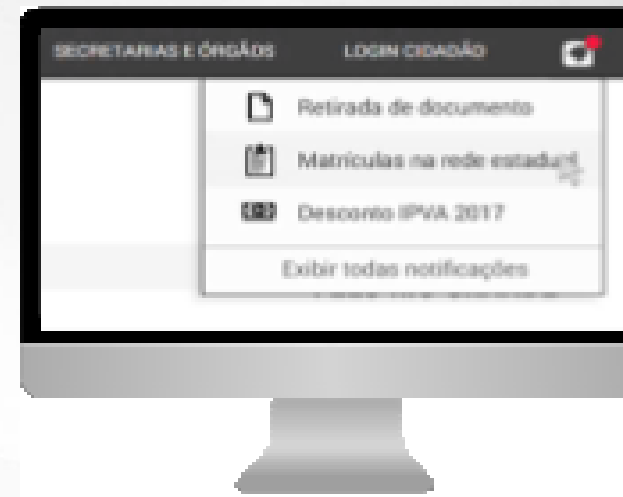 SECRETARIAS E ÓRGÃOS LOGIN CIDADÃO
Retirada de documento
Matrículas na rede estadual
Desconto IPVA 2017
Exibir todas notificações